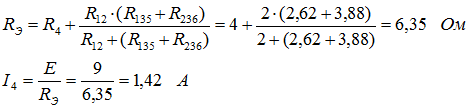 R_Э = R_4 + \frac{R_{12} \cdot (R_{135} + R_{236})}{R_{12} + (R_{135} + R_{236})} = 4 + \frac{2 \cdot (2,62 + 3,88)}{2 + (2,62 + 3,88)} = 6,35 Ом
I_4 = \frac{E}{R_Э} = \frac{9}{6,35} = 1,42 А